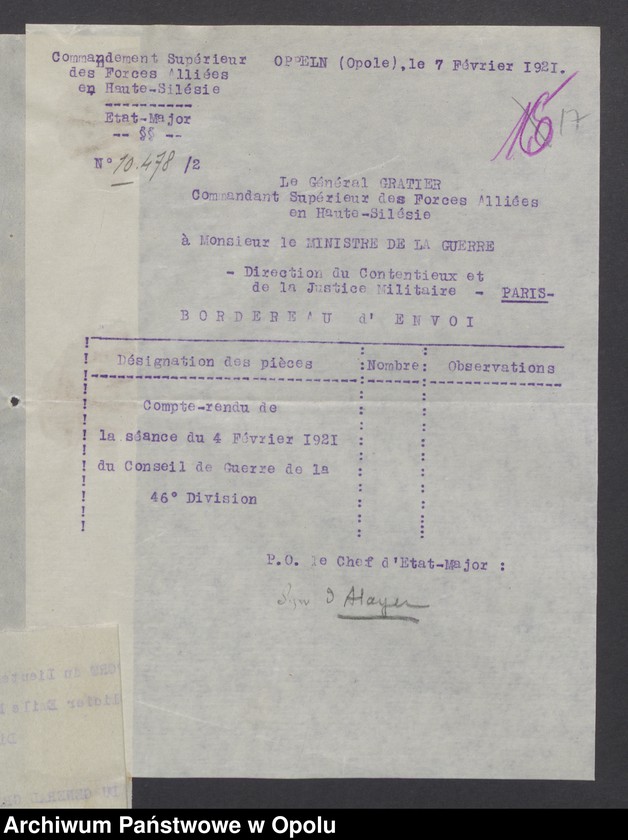 Commandement Supérieur
des Forces Alliées
en Haute-Silésie
----------
Etat-Major
-- §§ --
N° 10.478 /2
OPPELN (Opole), le 7 Février 1921.
16 17
Le Général GRATIER
Commandant Supérieur des Forces Alliées
en Haute-Silésie
à Monsieur le MINISTRE DE LA GUERRE
- Direction du Contentieux et
de la Justice Militaire - PARIS-
BORDEREAU d'ENVOI
Désignation des pièces : Nombre : Observations
Compte-rendu de
la séance du 4 Février 1921
du Conseil de Guerre de la
46° Division
P.O. le Chef d'Etat-Major :
Archiwum Państwowe w Opolu